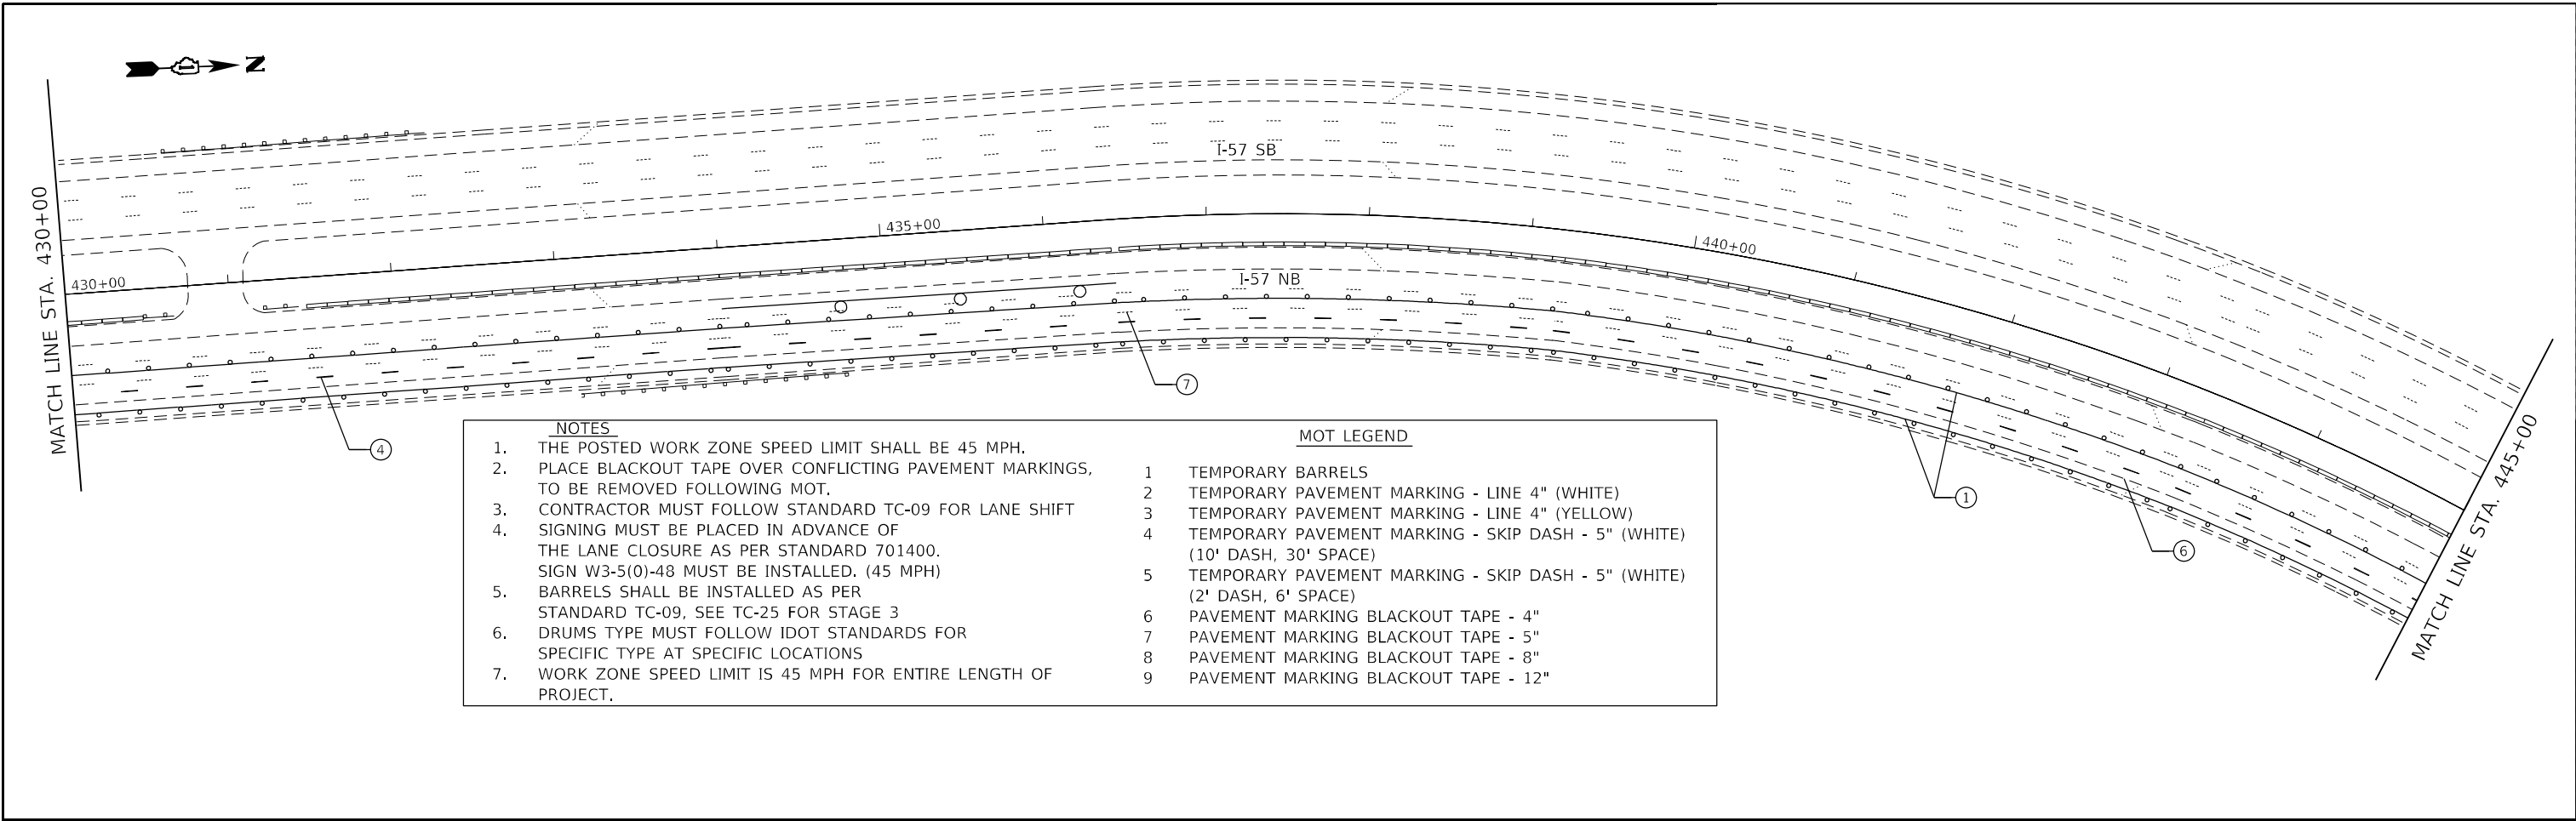 N
MATCH LINE STA. 430+00
430+00
435+00
I-57 SB
I-57 NB
440+00
MATCH LINE STA. 445+00
4
7
1
6
NOTES
1. THE POSTED WORK ZONE SPEED LIMIT SHALL BE 45 MPH.
2. PLACE BLACKOUT TAPE OVER CONFLICTING PAVEMENT MARKINGS,
TO BE REMOVED FOLLOWING MOT.
3. CONTRACTOR MUST FOLLOW STANDARD TC-09 FOR LANE SHIFT
4. SIGNING MUST BE PLACED IN ADVANCE OF
THE LANE CLOSURE AS PER STANDARD 701400.
SIGN W3-5(0)-48 MUST BE INSTALLED. (45 MPH)
5. BARRELS SHALL BE INSTALLED AS PER
STANDARD TC-09, SEE TC-25 FOR STAGE 3
6. DRUMS TYPE MUST FOLLOW IDOT STANDARDS FOR
SPECIFIC TYPE AT SPECIFIC LOCATIONS
7. WORK ZONE SPEED LIMIT IS 45 MPH FOR ENTIRE LENGTH OF
PROJECT.
MOT LEGEND
1 TEMPORARY BARRELS
2 TEMPORARY PAVEMENT MARKING - LINE 4" (WHITE)
3 TEMPORARY PAVEMENT MARKING - LINE 4" (YELLOW)
4 TEMPORARY PAVEMENT MARKING - SKIP DASH - 5" (WHITE)
(10' DASH, 30' SPACE)
5 TEMPORARY PAVEMENT MARKING - SKIP DASH - 5" (WHITE)
(2' DASH, 6' SPACE)
6 PAVEMENT MARKING BLACKOUT TAPE - 4"
7 PAVEMENT MARKING BLACKOUT TAPE - 5"
8 PAVEMENT MARKING BLACKOUT TAPE - 8"
9 PAVEMENT MARKING BLACKOUT TAPE - 12"